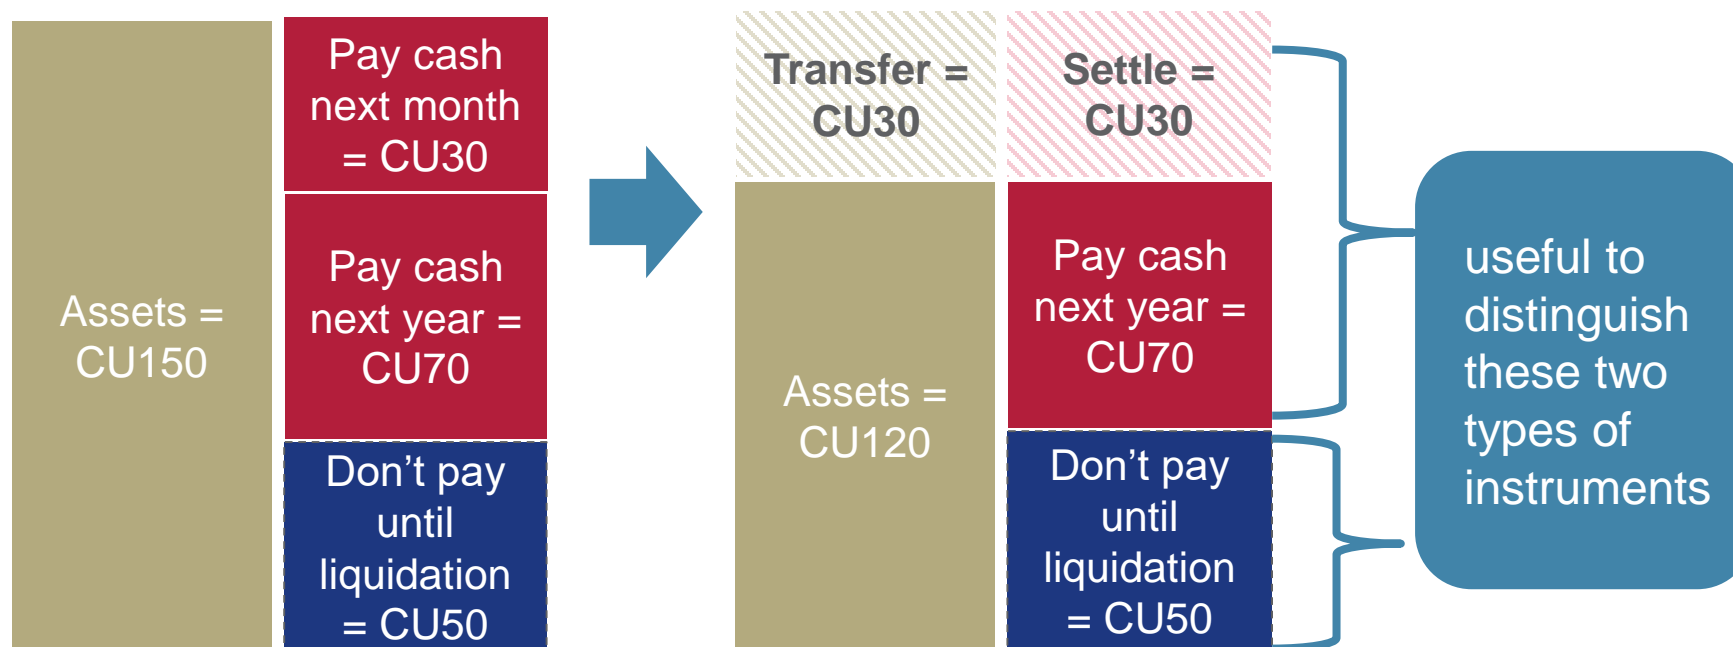 Assets =
CU150
Pay cash
next month
= CU30
Pay cash
next year =
CU70
Don’t pay
until
liquidation
= CU50
Transfer =
CU30
Assets =
CU120
Settle =
CU30
Pay cash
next year =
CU70
Don’t pay
until
liquidation
= CU50
useful to
distinguish
these two
types of
instruments